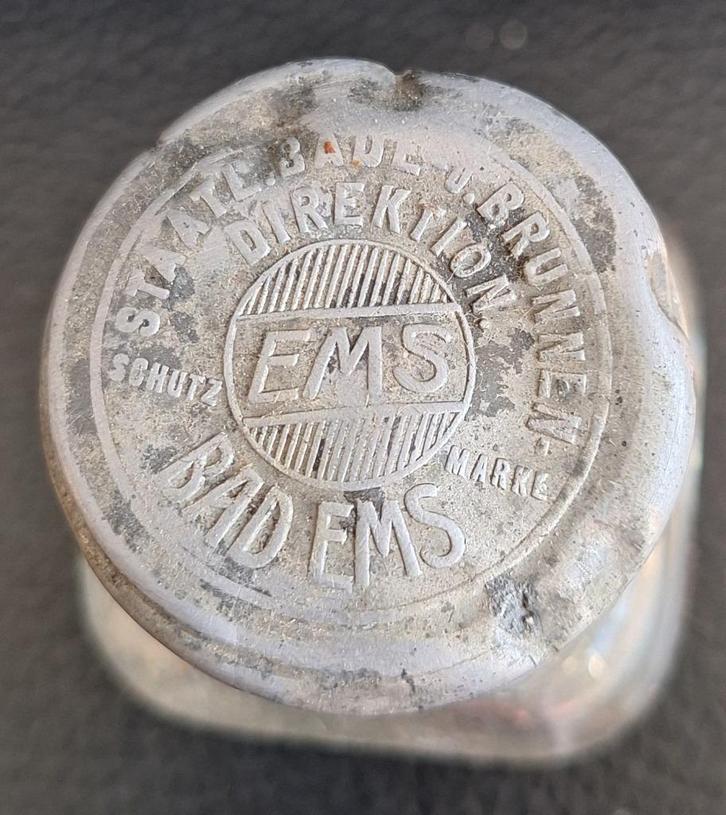 STAATL. BADE- U. BRUNNEN-
DIREKTION.
EMS
SCHUTZ MARKE
BAD EMS